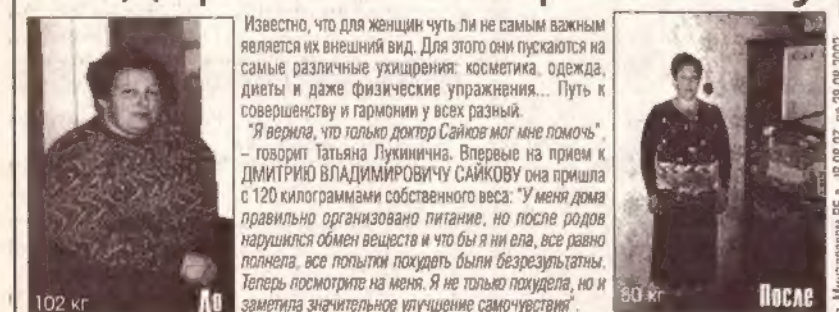 Известно, что для женщин чуть ли не самым важным
является их внешний вид. Для этого они пускаются на
самые различные ухищрения: косметика, одежда,
диеты и даже физические упражнения... Путь к
совершенству и гармонии у всех разный.
"Я верила, что только доктор Сайков мог мне помочь",
– говорит Татьяна Лукинична. Впервые на прием к
ДМИТРИЮ ВЛАДИМИРОВИЧУ САЙКОВУ она пришла
с 120 килограммами собственного веса: "У меня дома
правильно организовано питание, но после родов
нарушился обмен веществ и что бы я ни ела, все равно
полнела, все попытки похудеть были безрезультатны.
Теперь посмотрите на меня. Я не только похудела, но и
заметила значительное улучшение самочувствия".
102 кг
До
80 кг
После